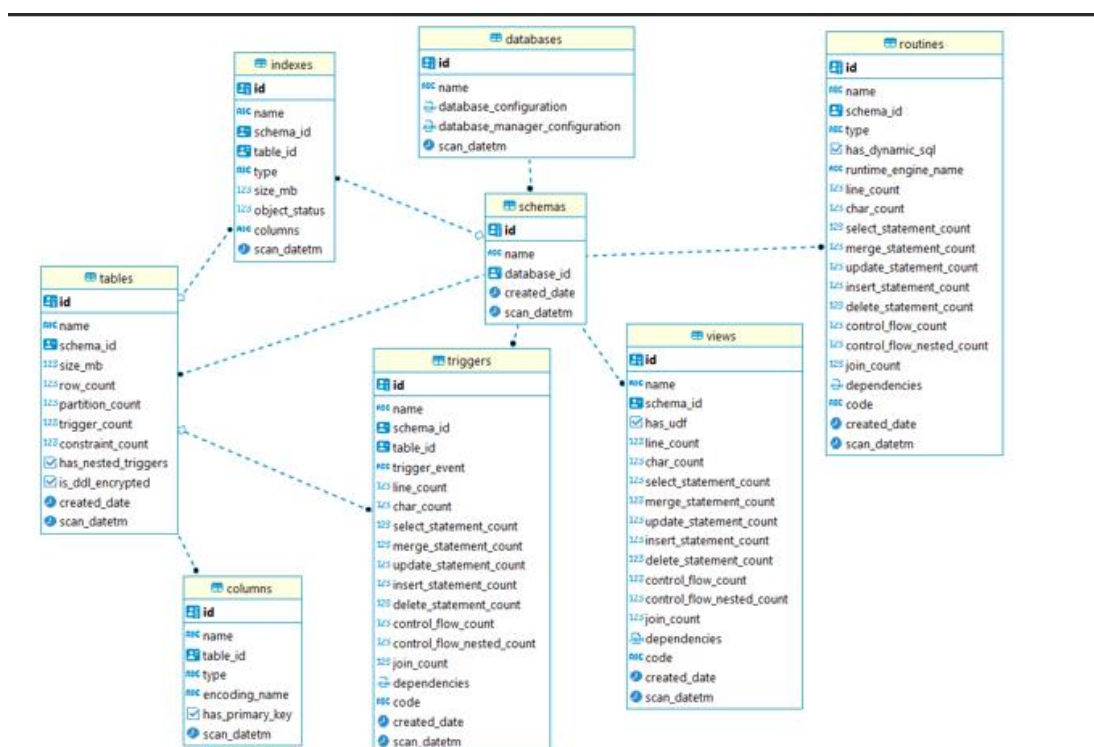 databases
id
name
database_configuration
database_manager_configuration
scan_datetm
indexes
id
name
schema_id
table_id
type
size_mb
object_status
columns
scan_datetm
routines
id
name
schema_id
type
has_dynamic_sql
runtime_engine_name
line_count
char_count
select_statement_count
merge_statement_count
update_statement_count
insert_statement_count
delete_statement_count
control_flow_count
control_flow_nested_count
join_count
dependencies
code
created_date
scan_datetm
schemas
id
name
database_id
created_date
scan_datetm
tables
id
name
schema_id
size_mb
row_count
partition_count
trigger_count
constraint_count
has_nested_triggers
is_ddl_encrypted
created_date
scan_datetm
triggers
id
name
schema_id
table_id
trigger_event
line_count
char_count
select_statement_count
merge_statement_count
update_statement_count
insert_statement_count
delete_statement_count
control_flow_count
control_flow_nested_count
join_count
dependencies
code
created_date
scan_datetm
views
id
name
schema_id
has_udf
line_count
char_count
select_statement_count
merge_statement_count
update_statement_count
insert_statement_count
delete_statement_count
control_flow_count
control_flow_nested_count
join_count
dependencies
code
created_date
scan_datetm
columns
id
name
table_id
type
encoding_name
has_primary_key
scan_datetm